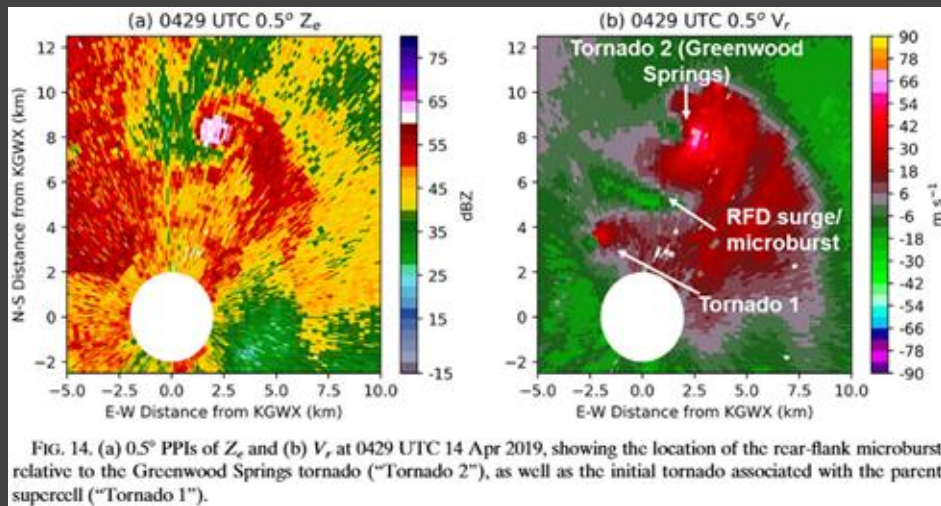 (a) 0429 UTC 0.5° Ze
(b) 0429 UTC 0.5° Vr
12
10
8
6
4
2
0
−2
N-S Distance from KGWX (km)
−5.0 −2.5 0.0 2.5 5.0 7.5 10.0
E-W Distance from KGWX (km)
75
65
55
45
35
25
15
5
-5
-15
dBZ
Tornado 2 (Greenwood
Springs)
RFD surge/
microburst
Tornado 1
12
10
8
6
4
2
0
−2
−5.0 −2.5 0.0 2.5 5.0 7.5 10.0
E-W Distance from KGWX (km)
90
78
66
54
42
30
18
6
-6
-18
-30
-42
-54
-66
-78
-90
m s⁻¹
FIG. 14. (a) 0.5° PPIs of Ze and (b) Vr at 0429 UTC 14 Apr 2019, showing the location of the rear-flank microburst
relative to the Greenwood Springs tornado (“Tornado 2”), as well as the initial tornado associated with the parent
supercell (“Tornado 1”).